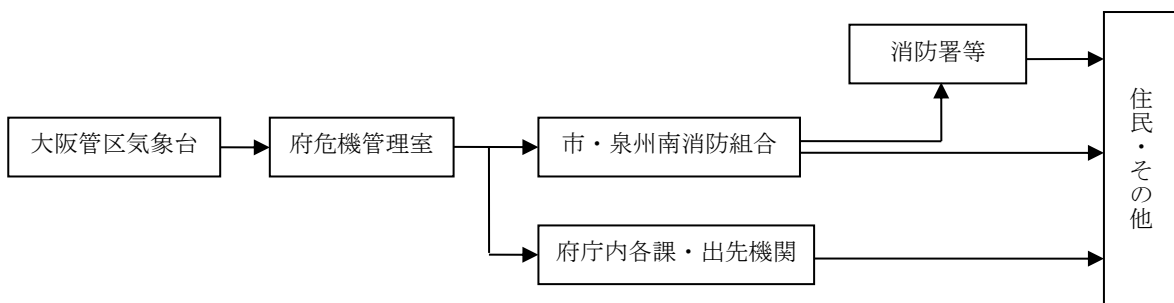 消防署等
大阪管区気象台
府危機管理室
市・泉州南消防組合
府庁内各課・出先機関
住民・その他